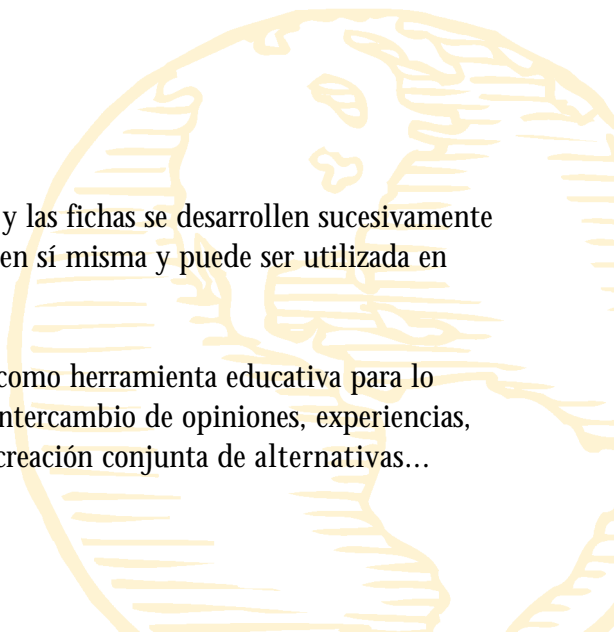 y las fichas se desarrollen sucesivamente
en sí misma y puede ser utilizada en
como herramienta educativa para lo
intercambio de opiniones, experiencias,
creación conjunta de alternativas...